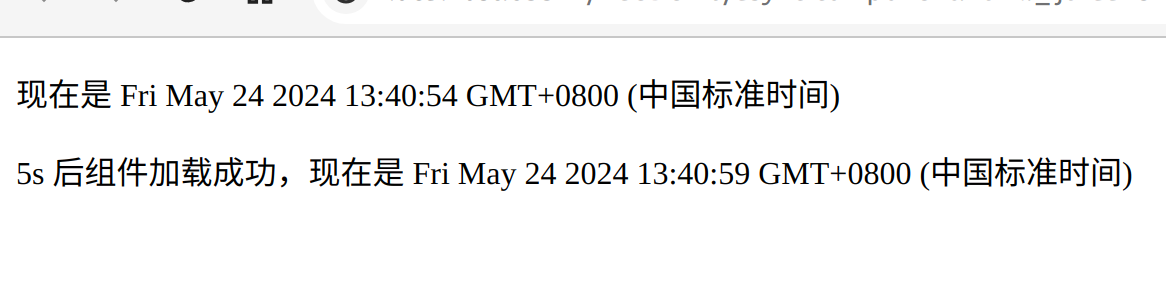 现在是 Fri May 24 2024 13:40:54 GMT+0800 (中国标准时间)
5s 后组件加载成功，现在是 Fri May 24 2024 13:40:59 GMT+0800 (中国标准时间)